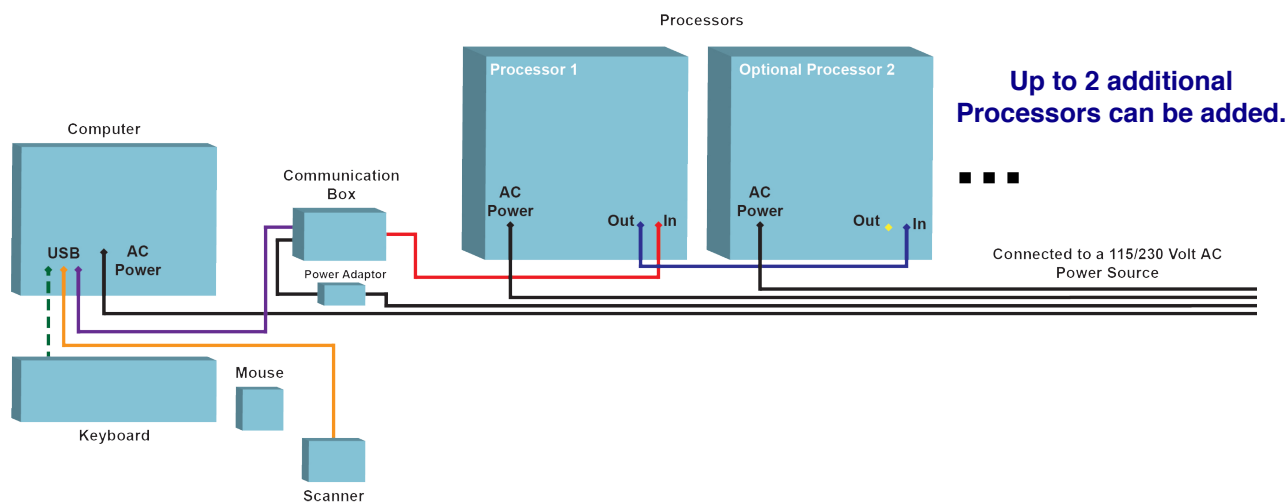 Processors
Processor 1
Optional Processor 2
Up to 2 additional
Processors can be added.
Computer
Communication
Box
AC
Power
Out
In
AC
Power
Out
In
USB
AC
Power
Power Adaptor
Connected to a 115/230 Volt AC
Power Source
Mouse
Keyboard
Scanner